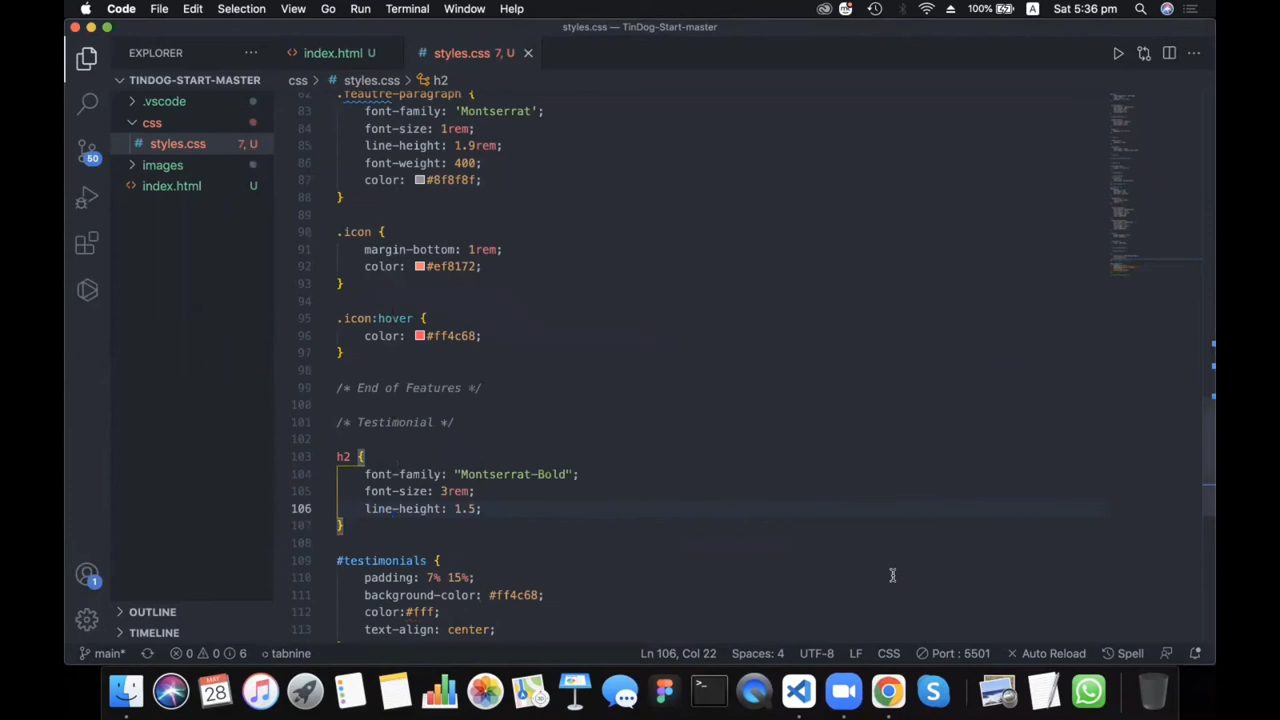 Code File Edit Selection View Go Run Terminal Window Help 100% A Sat 5:36 pm
styles.css — TinDog-Start-master
EXPLORER ···
index.html U
styles.css 7, U
TINDOG-START-MASTER
css > # styles.css > h2
.vscode
css
# styles.css 7, U
images
<> index.html U
50
1
OUTLINE
TIMELINE
82 .feautre-paragraph {
83 font-family: 'Montserrat';
84 font-size: 1rem;
85 line-height: 1.9rem;
86 font-weight: 400;
87 color: #8f8f8f;
88 }
89
90 .icon {
91 margin-bottom: 1rem;
92 color: #ef8172;
93 }
94
95 .icon:hover {
96 color: #ff4c68;
97 }
98
99 /* End of Features */
100
101 /* Testimonial */
102
103 h2 {
104 font-family: "Montserrat-Bold";
105 font-size: 3rem;
106 line-height: 1.5;
107 }
108
109 #testimonials {
110 padding: 7% 15%;
111 background-color: #ff4c68;
112 color:#fff;
113 text-align: center;
main* 0 0 6 tabnine Ln 106, Col 22 Spaces: 4 UTF-8 LF CSS Port : 5501 Auto Reload Spell
MAY
28